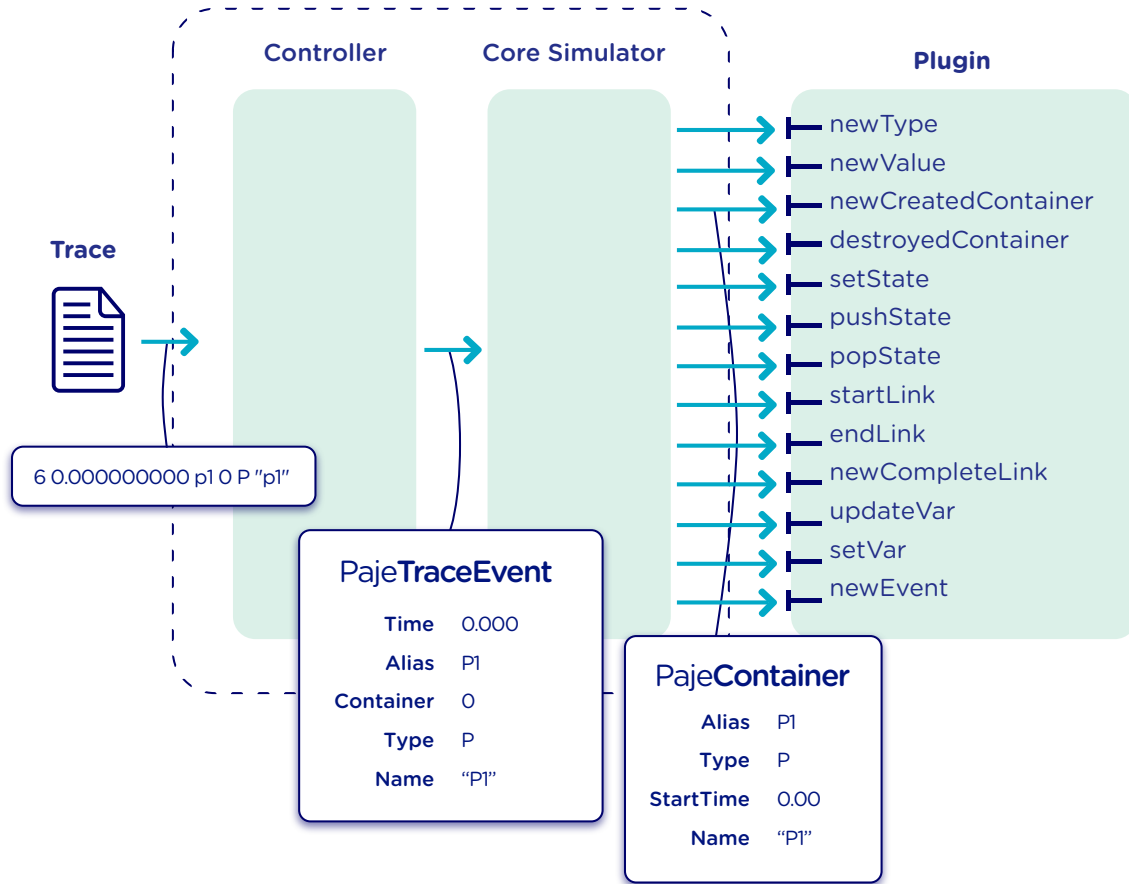 Controller
Core Simulator
Plugin
Trace
newType
newValue
newCreatedContainer
destroyedContainer
setState
pushState
popState
startLink
endLink
newCompleteLink
updateVar
setVar
newEvent
6 0.000000000 p1 0 P "p1"
PajeTraceEvent
Time 0.000
Alias P1
Container 0
Type P
Name “P1”
PajeContainer
Alias P1
Type P
StartTime 0.00
Name “P1”